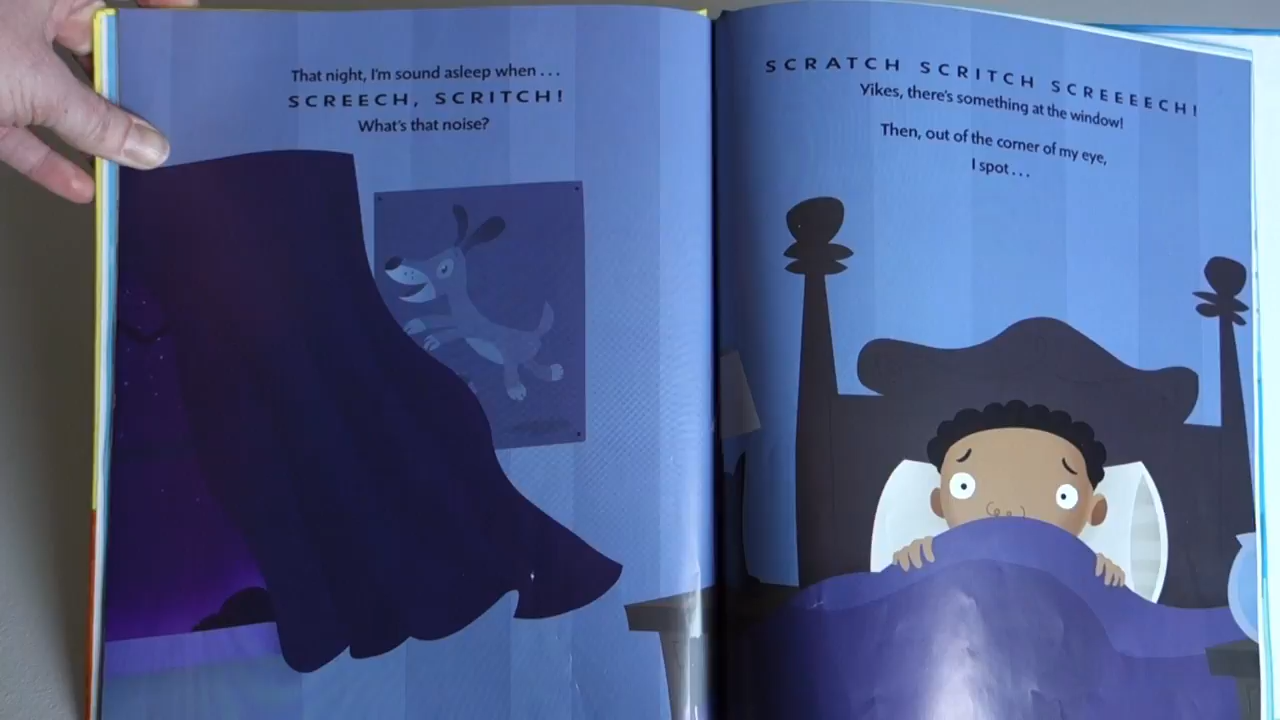 That night, I'm sound asleep when . . .
SCREECH, SCRITCH!
What's that noise?
SCRATCH SCRITCH SCREEEECH!
Yikes, there's something at the window!
Then, out of the corner of my eye,
I spot . . .